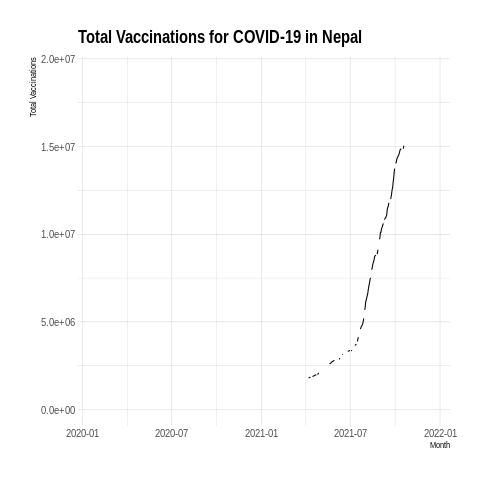 Total Vaccinations for COVID-19 in Nepal
Total Vaccinations
2.0e+07
1.5e+07
1.0e+07
5.0e+06
0.0e+00
2020-01 2020-07 2021-01 2021-07 2022-01
Month